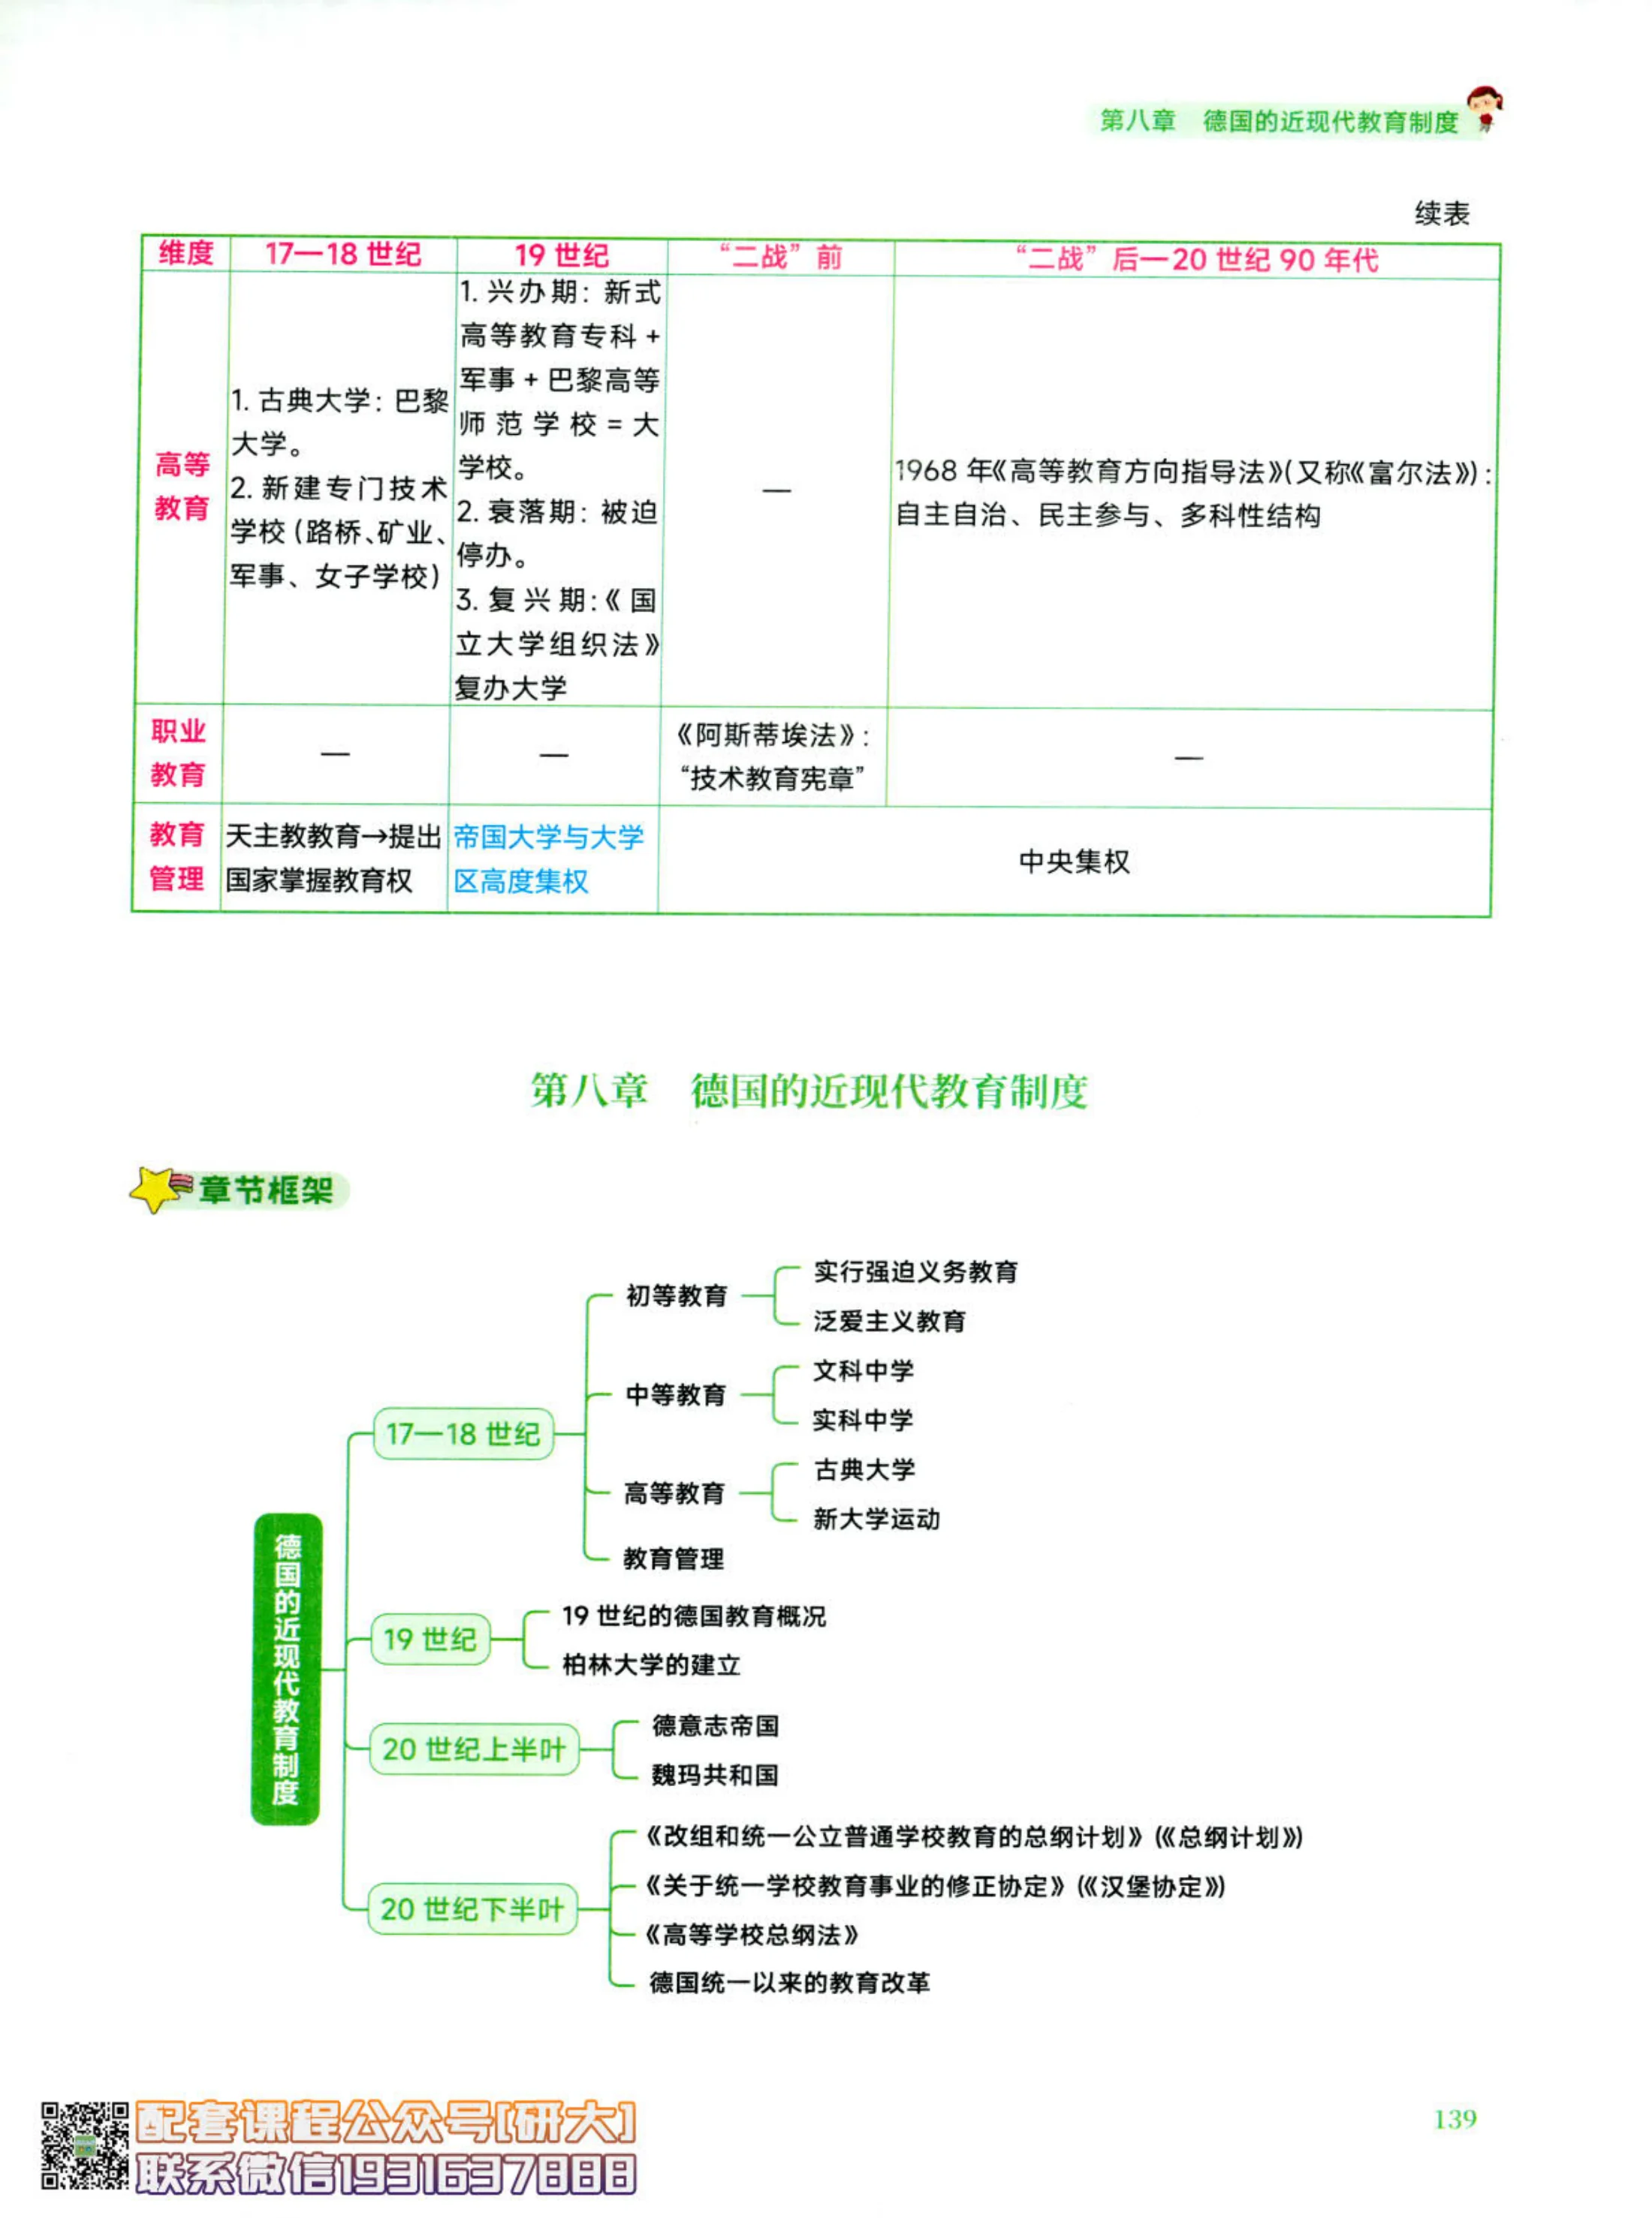 第八章 德国的近现代教育制度
续表
维度 17—18 世纪 19 世纪 “二战”前 “二战”后—20 世纪 90 年代
高等
教育
1. 古典大学：巴黎
大学。
2. 新建专门技术
学校（路桥、矿业、
军事、女子学校）
1. 兴办期：新式
高等教育专科 +
军事 + 巴黎高等
师范学校 = 大
学校。
2. 衰落期：被迫
停办。
3. 复兴期：《国
立大学组织法》
复办大学
—
1968 年《高等教育方向指导法》（又称《富尔法》）：
自主自治、民主参与、多科性结构
职业
教育
—
—
《阿斯蒂埃法》：
“技术教育宪章”
—
教育
管理
天主教教育→提出
国家掌握教育权
帝国大学与大学
区高度集权
中央集权
第八章 德国的近现代教育制度
章节框架
德国的近现代教育制度
17—18 世纪
初等教育
实行强迫义务教育
泛爱主义教育
中等教育
文科中学
实科中学
高等教育
古典大学
新大学运动
教育管理
19 世纪
19 世纪的德国教育概况
柏林大学的建立
20 世纪上半叶
德意志帝国
魏玛共和国
20 世纪下半叶
《改组和统一公立普通学校教育的总纲计划》（《总纲计划》）
《关于统一学校教育事业的修正协定》（《汉堡协定》）
《高等学校总纲法》
德国统一以来的教育改革
139
配套课程公众号[研大]
联系微信1931637888